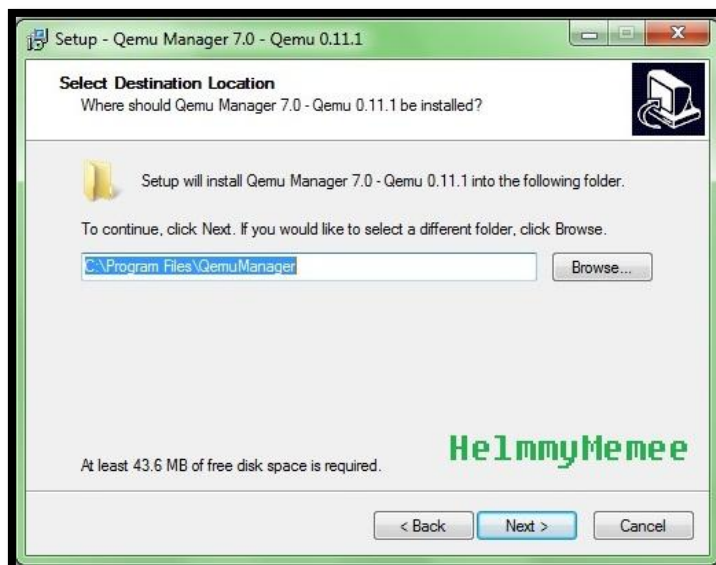 Setup - Qemu Manager 7.0 - Qemu 0.11.1
Select Destination Location
Where should Qemu Manager 7.0 - Qemu 0.11.1 be installed?
Setup will install Qemu Manager 7.0 - Qemu 0.11.1 into the following folder.
To continue, click Next. If you would like to select a different folder, click Browse.
C:\Program Files\QemuManager
Browse...
HelmmyMemee
At least 43.6 MB of free disk space is required.
< Back
Next >
Cancel